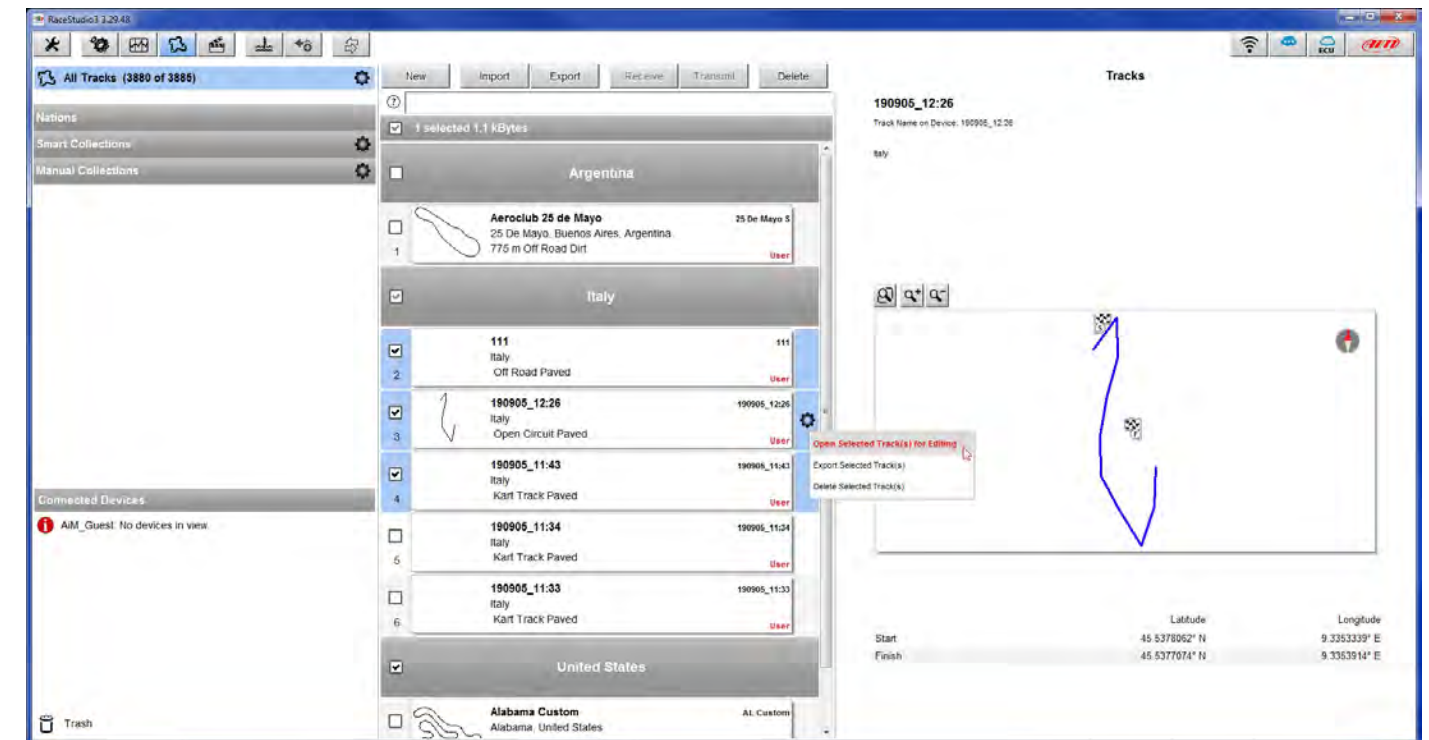 RaceStudio3 3.29.48
ECU
AiM
All Tracks (3880 of 3885)
Nations
Smart Collections
Manual Collections
Connected Devices
AiM_Guest: No devices in view.
Trash
New
Import
Export
Receive
Transmit
Delete
?
1 selected 1.1 kBytes
Argentina
1
Aeroclub 25 de Mayo
25 De Mayo S
25 De Mayo, Buenos Aires, Argentina
775 m Off Road Dirt
User
Italy
2
111
111
Italy
Off Road Paved
User
3
190905_12:26
190905_12:26
Italy
Open Circuit Paved
User
4
190905_11:43
190905_11:43
Italy
Kart Track Paved
User
5
190905_11:34
190905_11:34
Italy
Kart Track Paved
User
6
190905_11:33
190905_11:33
Italy
Kart Track Paved
User
United States
Alabama Custom
AL Custom
Alabama, United States
Open Selected Track(s) for Editing
Export Selected Track(s)
Delete Selected Track(s)
Tracks
190905_12:26
Track Name on Device: 190905_12:26
Italy
S
F
Latitude
Longitude
Start
45.5378062° N
9.3353339° E
Finish
45.5377074° N
9.3353914° E